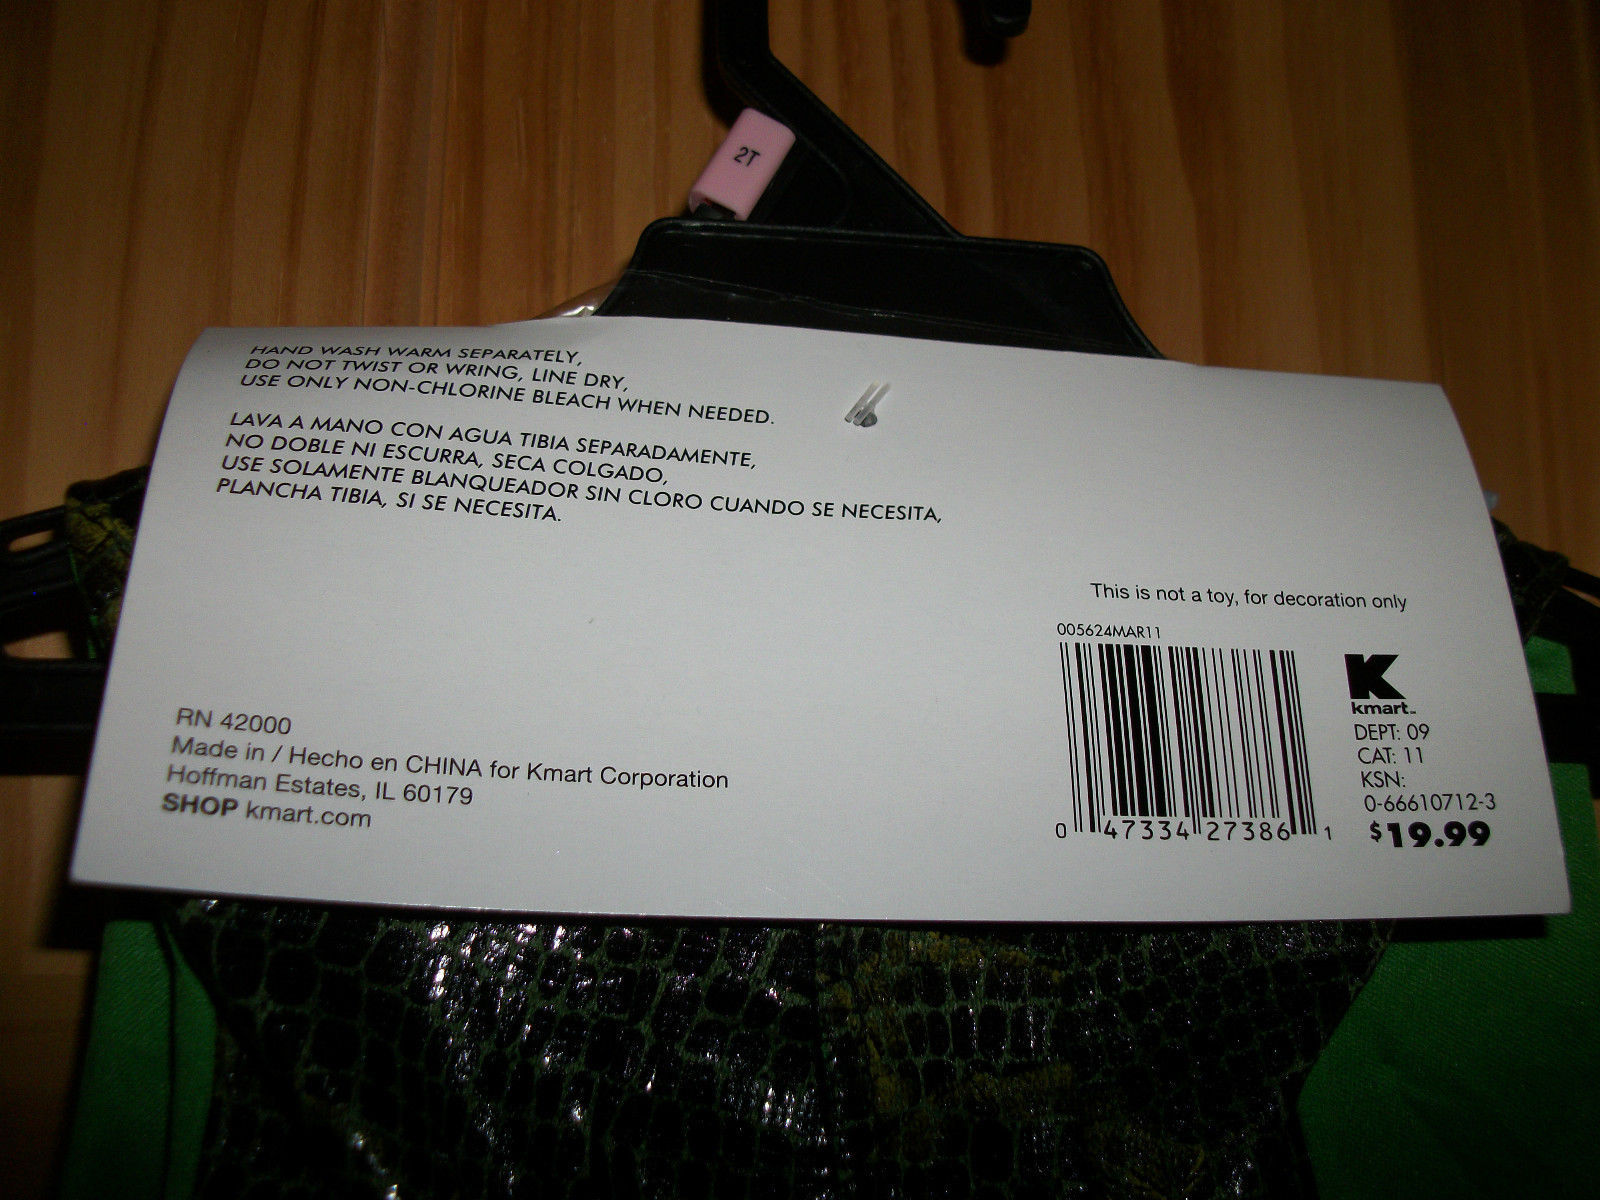 2T
HAND WASH WARM SEPARATELY,
DO NOT TWIST OR WRING, LINE DRY,
USE ONLY NON-CHLORINE BLEACH WHEN NEEDED.
LAVA A MANO CON AGUA TIBIA SEPARADAMENTE,
NO DOBLE NI ESCURRA, SECA COLGADO,
USE SOLAMENTE BLANQUEADOR SIN CLORO CUANDO SE NECESITA,
PLANCHA TIBIA, SI SE NECESITA.
RN 42000
Made in / Hecho en CHINA for Kmart Corporation
Hoffman Estates, IL 60179
SHOP kmart.com
This is not a toy, for decoration only
005624MAR11
0 47334 27386 1
K
kmart
DEPT: 09
CAT: 11
KSN:
0-66610712-3
$19.99